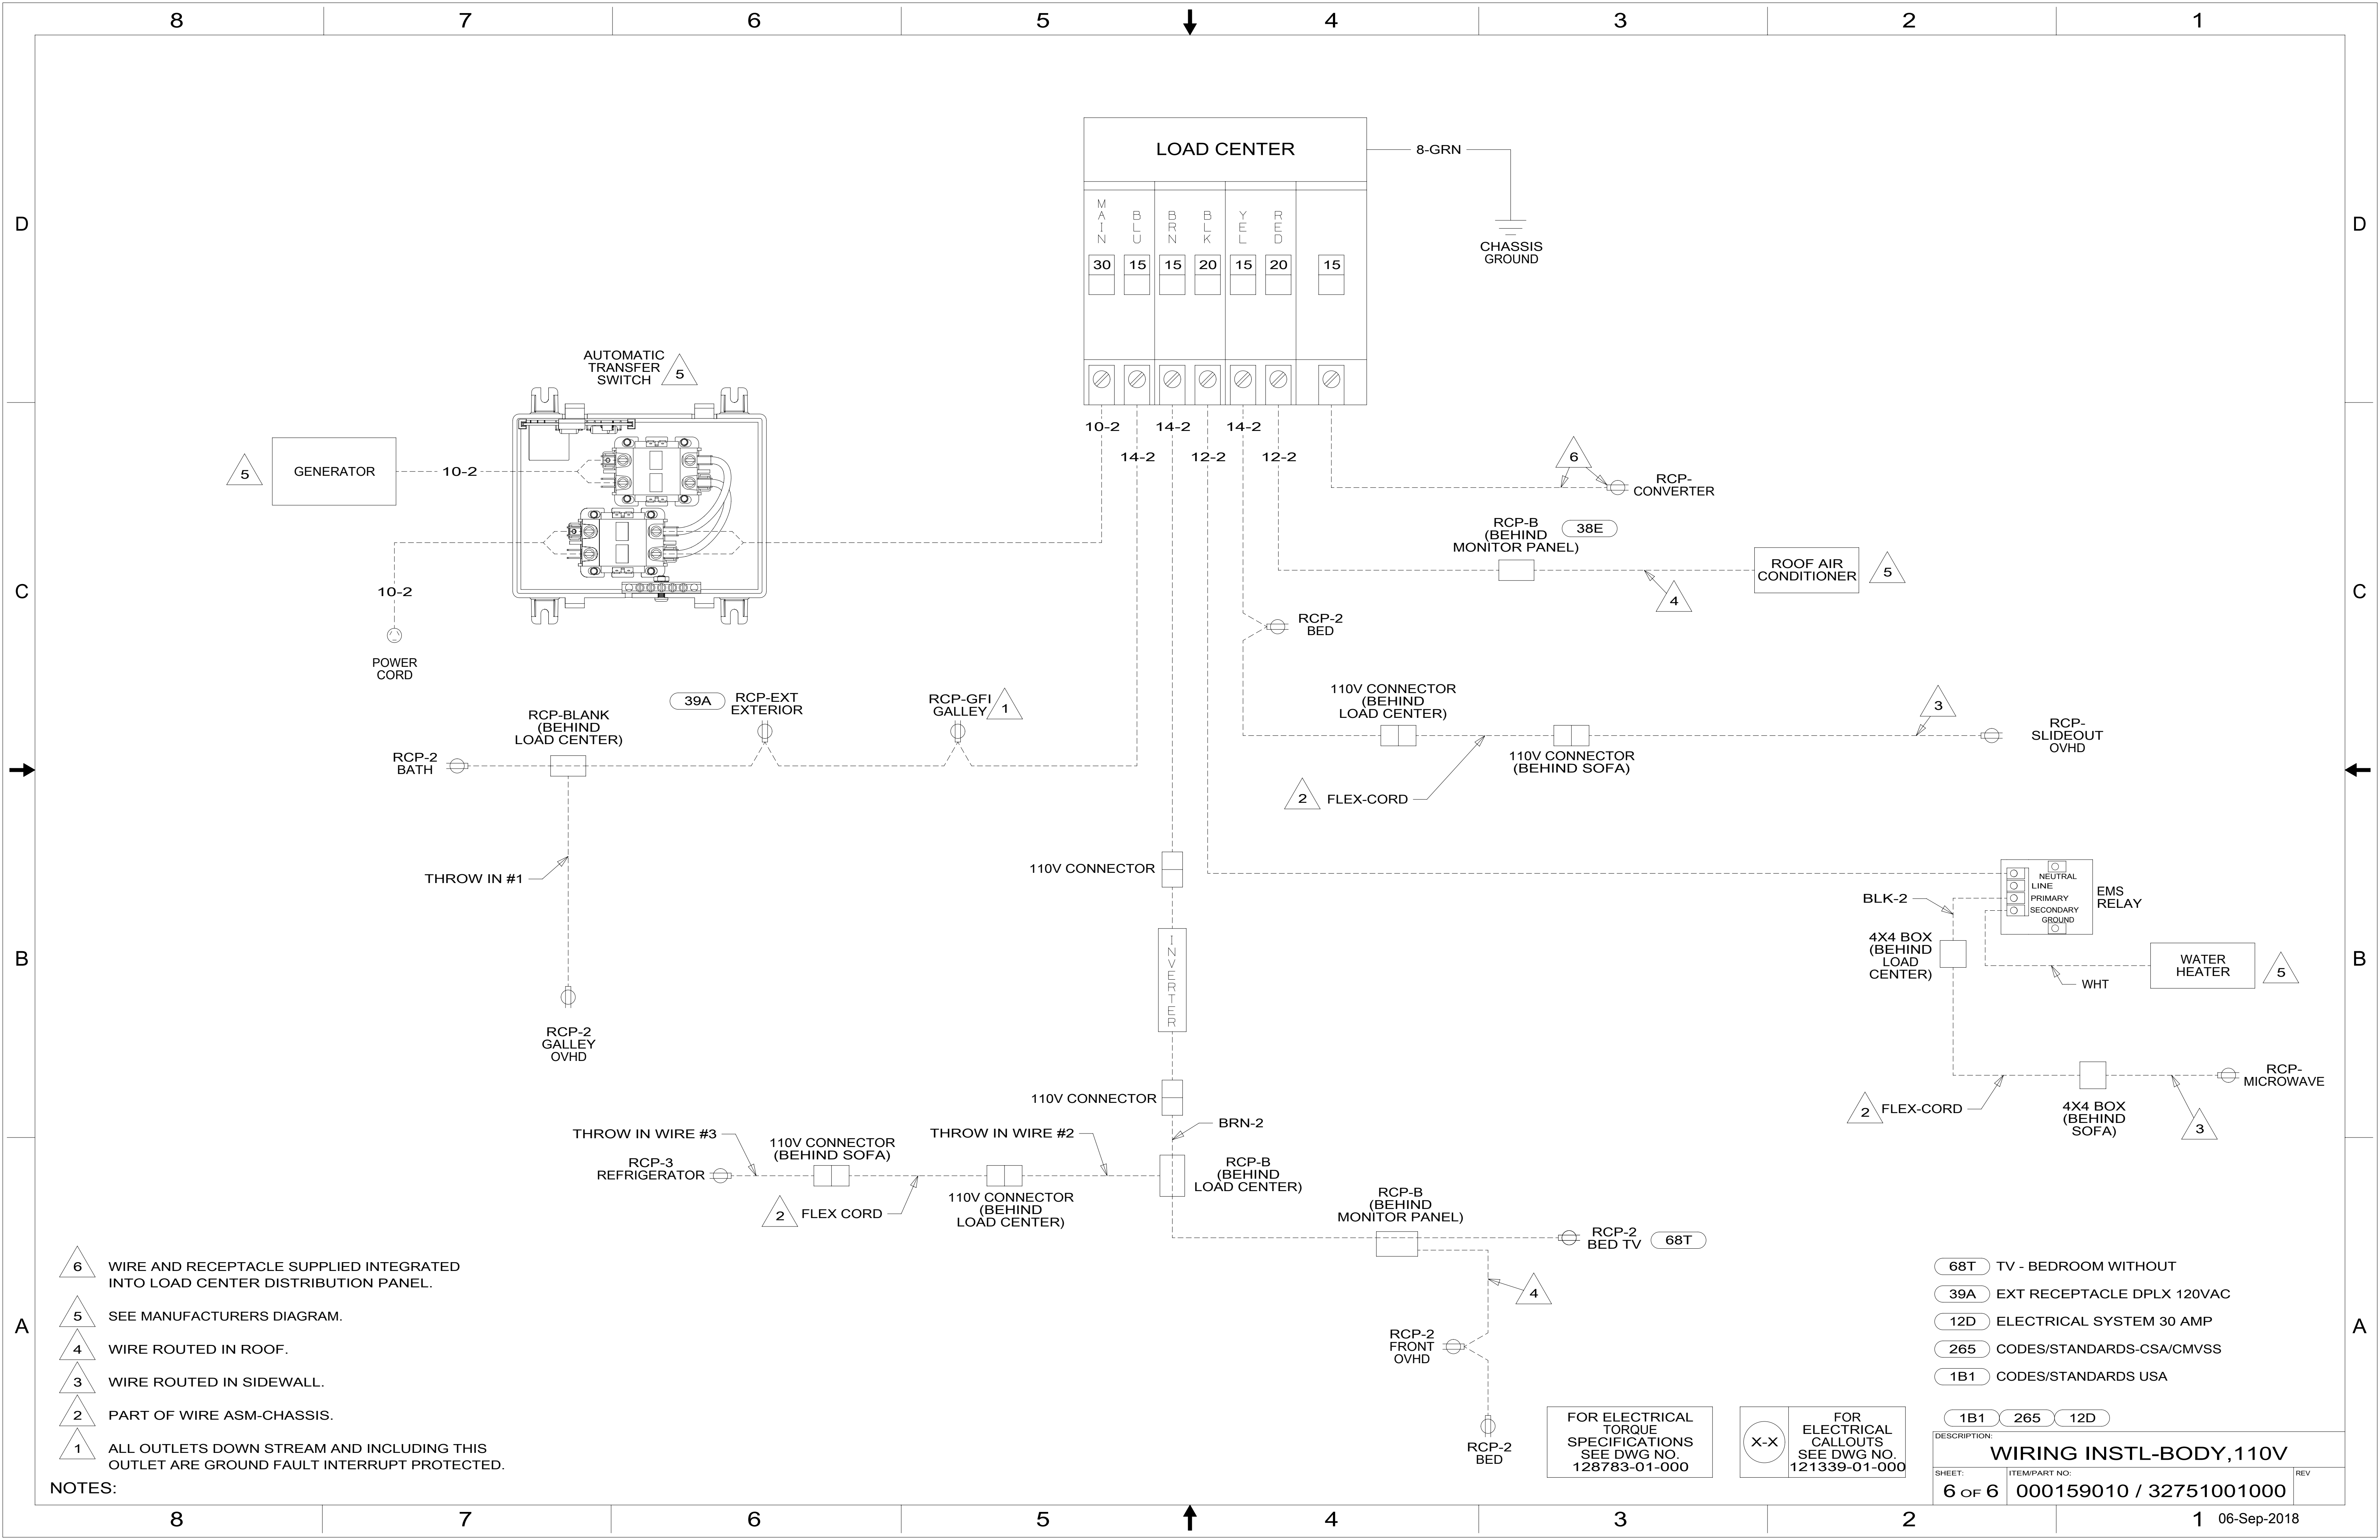 8 7 6 5 4 3 2 1
D D
C C
B B
A A
LOAD CENTER
8-GRN
CHASSIS
GROUND
MAIN BLU BRN BLK YEL RED
30 15 15 20 15 20 15
10-2 14-2 14-2
14-2 12-2 12-2
AUTOMATIC
TRANSFER
SWITCH 5
5 GENERATOR 10-2
10-2
POWER
CORD
6
RCP-
CONVERTER
RCP-B
(BEHIND
MONITOR PANEL)
38E
4
ROOF AIR
CONDITIONER
5
RCP-2
BED
110V CONNECTOR
(BEHIND
LOAD CENTER)
110V CONNECTOR
(BEHIND SOFA)
2 FLEX-CORD
3
RCP-
SLIDEOUT
OVHD
39A
RCP-EXT
EXTERIOR
RCP-GFI
GALLEY
1
RCP-BLANK
(BEHIND
LOAD CENTER)
RCP-2
BATH
THROW IN #1
RCP-2
GALLEY
OVHD
110V CONNECTOR
INVERTER
110V CONNECTOR
BRN-2
NEUTRAL
LINE
PRIMARY
SECONDARY
GROUND
EMS
RELAY
BLK-2
4X4 BOX
(BEHIND
LOAD
CENTER)
WHT
WATER
HEATER
5
2 FLEX-CORD
4X4 BOX
(BEHIND
SOFA)
3
RCP-
MICROWAVE
THROW IN WIRE #3
110V CONNECTOR
(BEHIND SOFA)
THROW IN WIRE #2
RCP-3
REFRIGERATOR
2 FLEX CORD
110V CONNECTOR
(BEHIND
LOAD CENTER)
RCP-B
(BEHIND
LOAD CENTER)
RCP-B
(BEHIND
MONITOR PANEL)
RCP-2
BED TV
68T
4
RCP-2
FRONT
OVHD
RCP-2
BED
6 WIRE AND RECEPTACLE SUPPLIED INTEGRATED
INTO LOAD CENTER DISTRIBUTION PANEL.
5 SEE MANUFACTURERS DIAGRAM.
4 WIRE ROUTED IN ROOF.
3 WIRE ROUTED IN SIDEWALL.
2 PART OF WIRE ASM-CHASSIS.
1 ALL OUTLETS DOWN STREAM AND INCLUDING THIS
OUTLET ARE GROUND FAULT INTERRUPT PROTECTED.
NOTES:
FOR ELECTRICAL
TORQUE
SPECIFICATIONS
SEE DWG NO.
128783-01-000
X-X
FOR
ELECTRICAL
CALLOUTS
SEE DWG NO.
121339-01-000
68T TV - BEDROOM WITHOUT
39A EXT RECEPTACLE DPLX 120VAC
12D ELECTRICAL SYSTEM 30 AMP
265 CODES/STANDARDS-CSA/CMVSS
1B1 CODES/STANDARDS USA
1B1 265 12D
DESCRIPTION:
WIRING INSTL-BODY,110V
SHEET: ITEM/PART NO: REV
6 OF 6 000159010 / 32751001000
8 7 6 5 4 3 2 1
06-Sep-2018